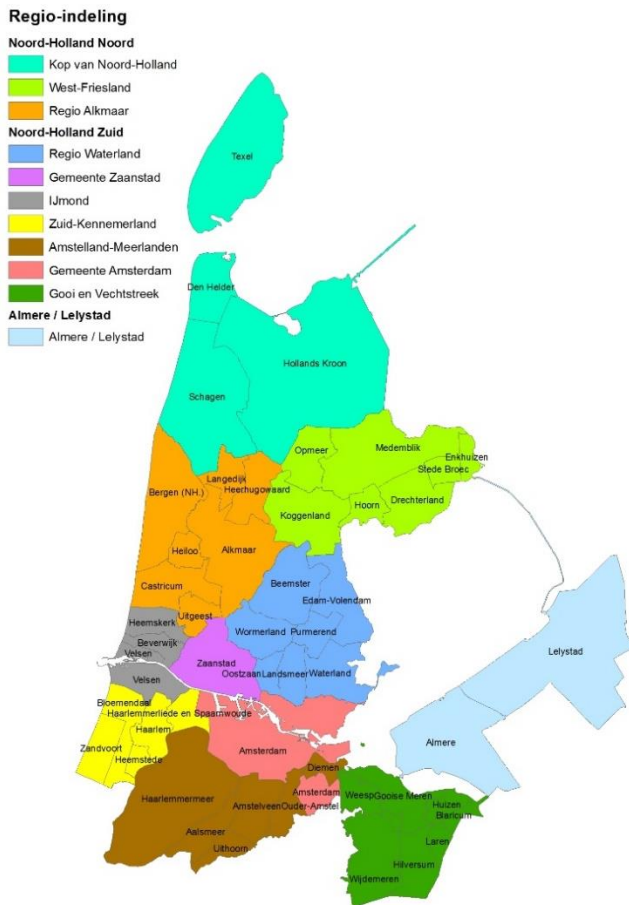 Regio-indeling
Noord-Holland Noord
Kop van Noord-Holland
West-Friesland
Regio Alkmaar
Noord-Holland Zuid
Regio Waterland
Gemeente Zaanstad
IJmond
Zuid-Kennemerland
Amstelland-Meerlanden
Gemeente Amsterdam
Gooi en Vechtstreek
Almere / Lelystad
Almere / Lelystad
Texel
Den Helder
Hollands Kroon
Schagen
Opmeer
Medemblik
Enkhuizen
Stede Broec
Langedijk
Heerhugowaard
Bergen (NH.)
Drechterland
Hoorn
Koggenland
Alkmaar
Heiloo
Beemster
Castricum
Edam-Volendam
Uitgeest
Heemskerk
Wormerland
Purmerend
Beverwijk
Velsen
Lelystad
Zaanstad
Oostzaan
Landsmeer
Waterland
Velsen
Bloemendaal
Haarlemmerliede en Spaarnwoude
Haarlem
Zandvoort
Amsterdam
Almere
Heemstede
Diemen
Weesp
Gooise Meren
Haarlemmermeer
Amsterdam
Amstelveen
Ouder-Amstel
Huizen
Blaricum
Aalsmeer
Laren
Uithoorn
Hilversum
Wijdemeren